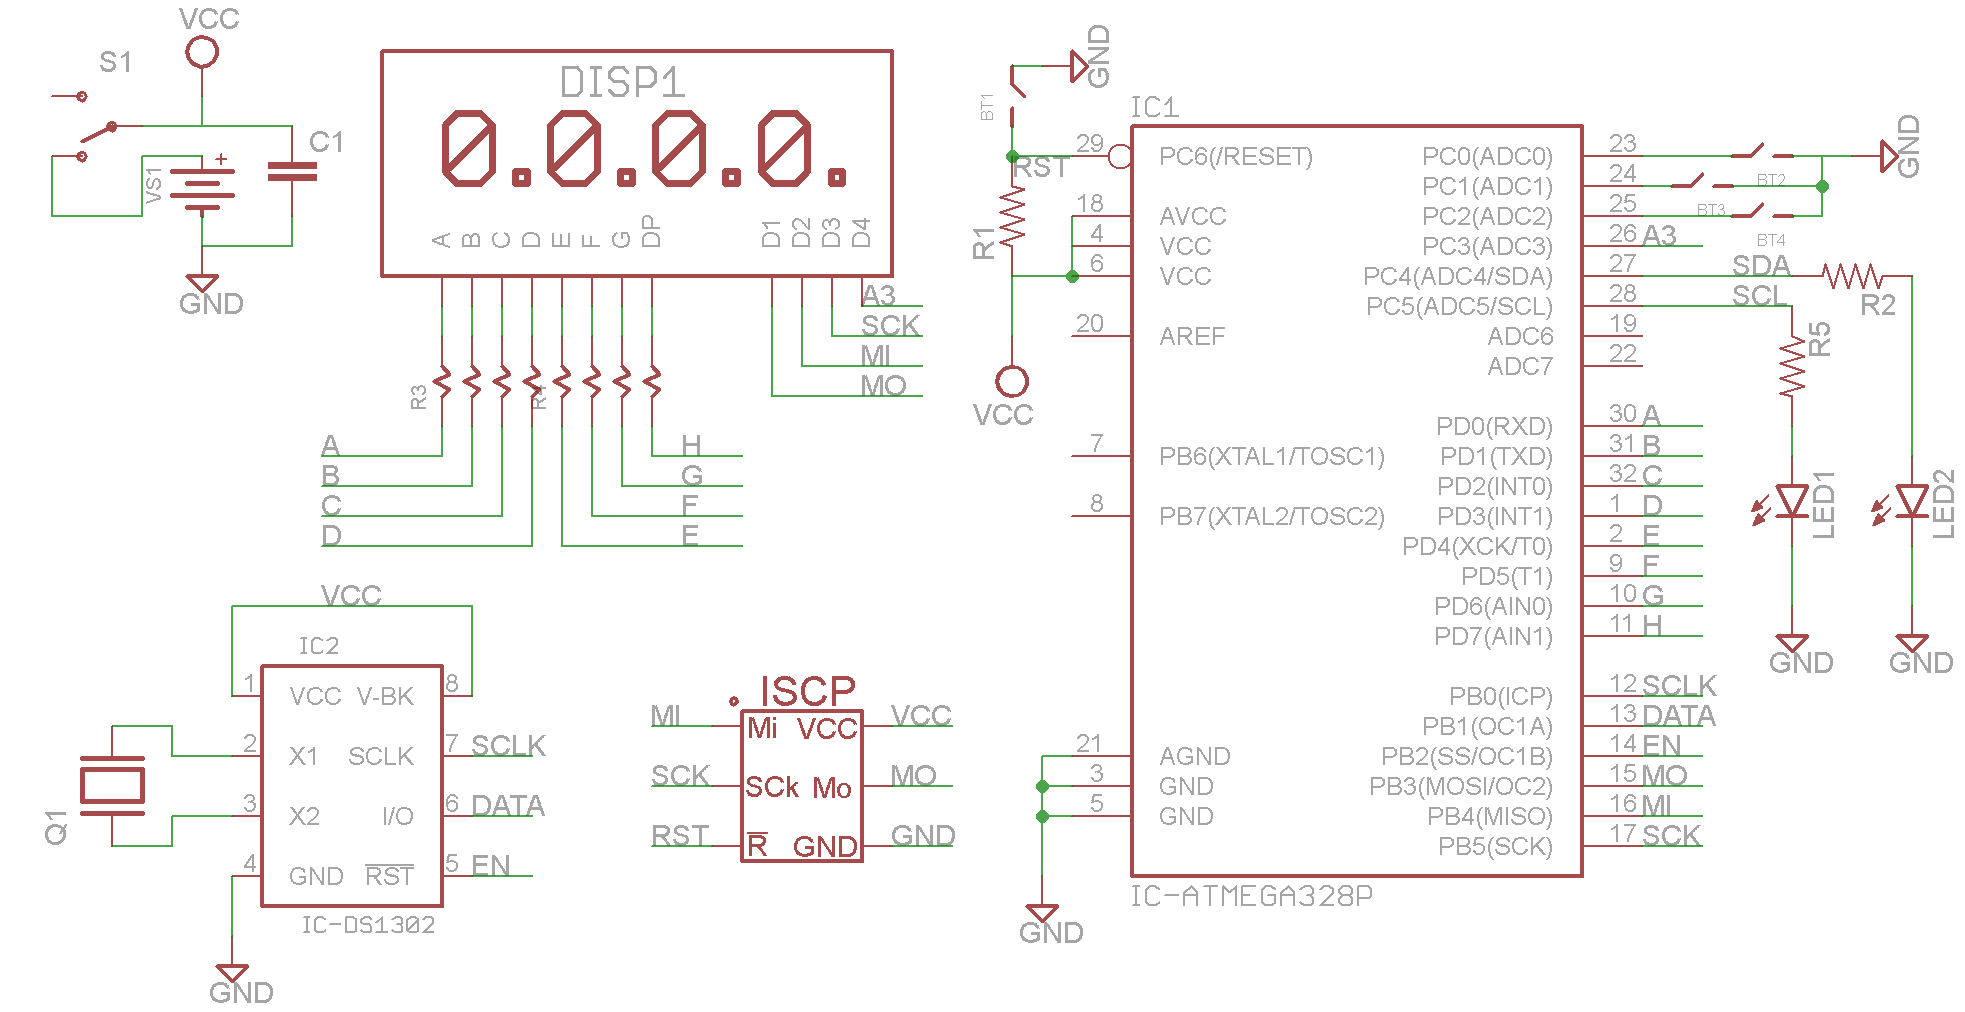 VCC
S1
C1
+
VS1
GND
DISP1
0.0.0.0.
A B C D E F G DP D1 D2 D3 D4
A3
SCK
MI
MO
R3
R4
A
B
C
D
H
G
F
E
VCC
IC2
1 VCC V-BK 8
2 X1 SCLK 7 SCLK
3 X2 I/O 6 DATA
4 GND RST 5 EN
Q1
IC-DS1302
GND
ISCP
MI Mi VCC VCC
SCK SCk Mo MO
RST R GND GND
GND
BT1
RST
R1
VCC
IC1
29 PC6(/RESET)
18 AVCC
4 VCC
6 VCC
20 AREF
7 PB6(XTAL1/TOSC1)
8 PB7(XTAL2/TOSC2)
21 AGND
3 GND
5 GND
GND
PC0(ADC0) 23
PC1(ADC1) 24
PC2(ADC2) 25
PC3(ADC3) 26 A3
PC4(ADC4/SDA) 27 SDA
PC5(ADC5/SCL) 28 SCL
ADC6 19
ADC7 22
PD0(RXD) 30 A
PD1(TXD) 31 B
PD2(INT0) 32 C
PD3(INT1) 1 D
PD4(XCK/T0) 2 E
PD5(T1) 9 F
PD6(AIN0) 10 G
PD7(AIN1) 11 H
PB0(ICP) 12 SCLK
PB1(OC1A) 13 DATA
PB2(SS/OC1B) 14 EN
PB3(MOSI/OC2) 15 MO
PB4(MISO) 16 MI
PB5(SCK) 17 SCK
IC-ATMEGA328P
BT2
BT3
BT4
GND
R2
R5
LED1
LED2
GND
GND